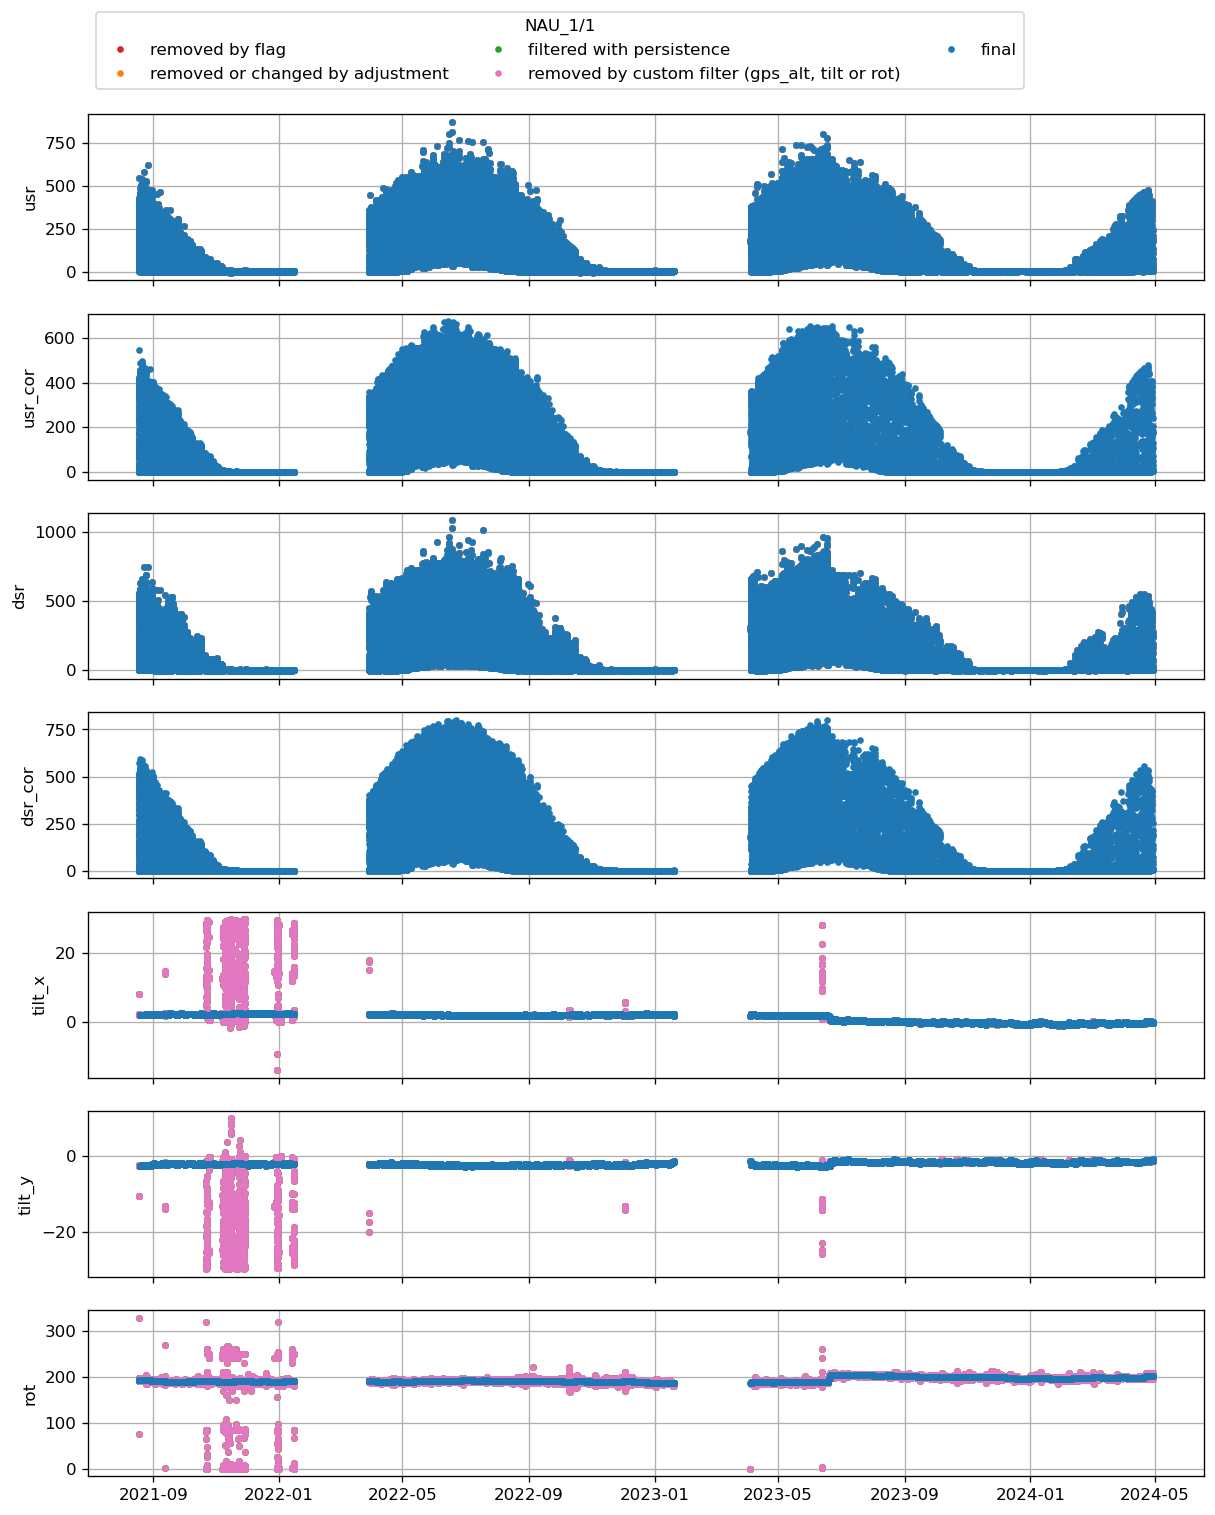 NAU_1/1
removed by flag
filtered with persistence
final
removed or changed by adjustment
removed by custom filter (gps_alt, tilt or rot)
750
500
250
0
usr
600
400
200
0
usr_cor
1000
500
0
dsr
750
500
250
0
dsr_cor
20
0
tilt_x
0
−20
tilt_y
300
200
100
0
rot
2021-09 2022-01 2022-05 2022-09 2023-01 2023-05 2023-09 2024-01 2024-05